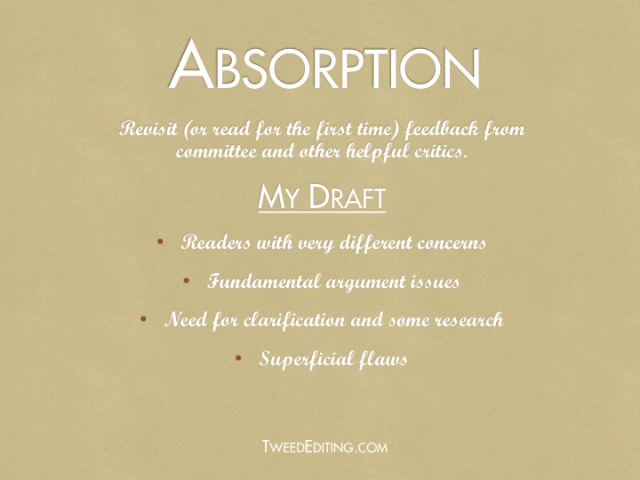 Absorption
Revisit (or read for the first time) feedback from
committee and other helpful critics.
My Draft
• Readers with very different concerns
• Fundamental argument issues
• Need for clarification and some research
• Superficial flaws
TweedEditing.com